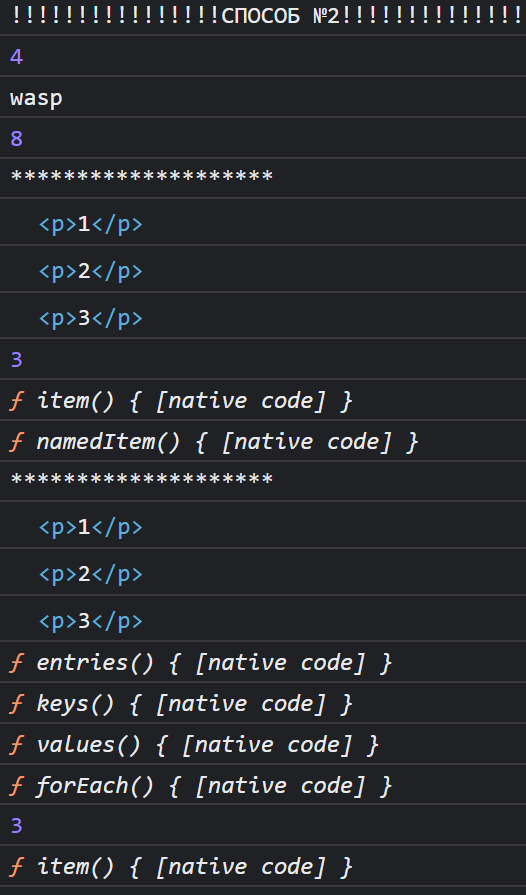 !!!!!!!!!!!!!!!!СПОСОБ №2!!!!!!!!!!!!!!
4
wasp
8
********************
<p>1</p>
<p>2</p>
<p>3</p>
3
ƒ item() { [native code] }
ƒ namedItem() { [native code] }
********************
<p>1</p>
<p>2</p>
<p>3</p>
ƒ entries() { [native code] }
ƒ keys() { [native code] }
ƒ values() { [native code] }
ƒ forEach() { [native code] }
3
ƒ item() { [native code] }